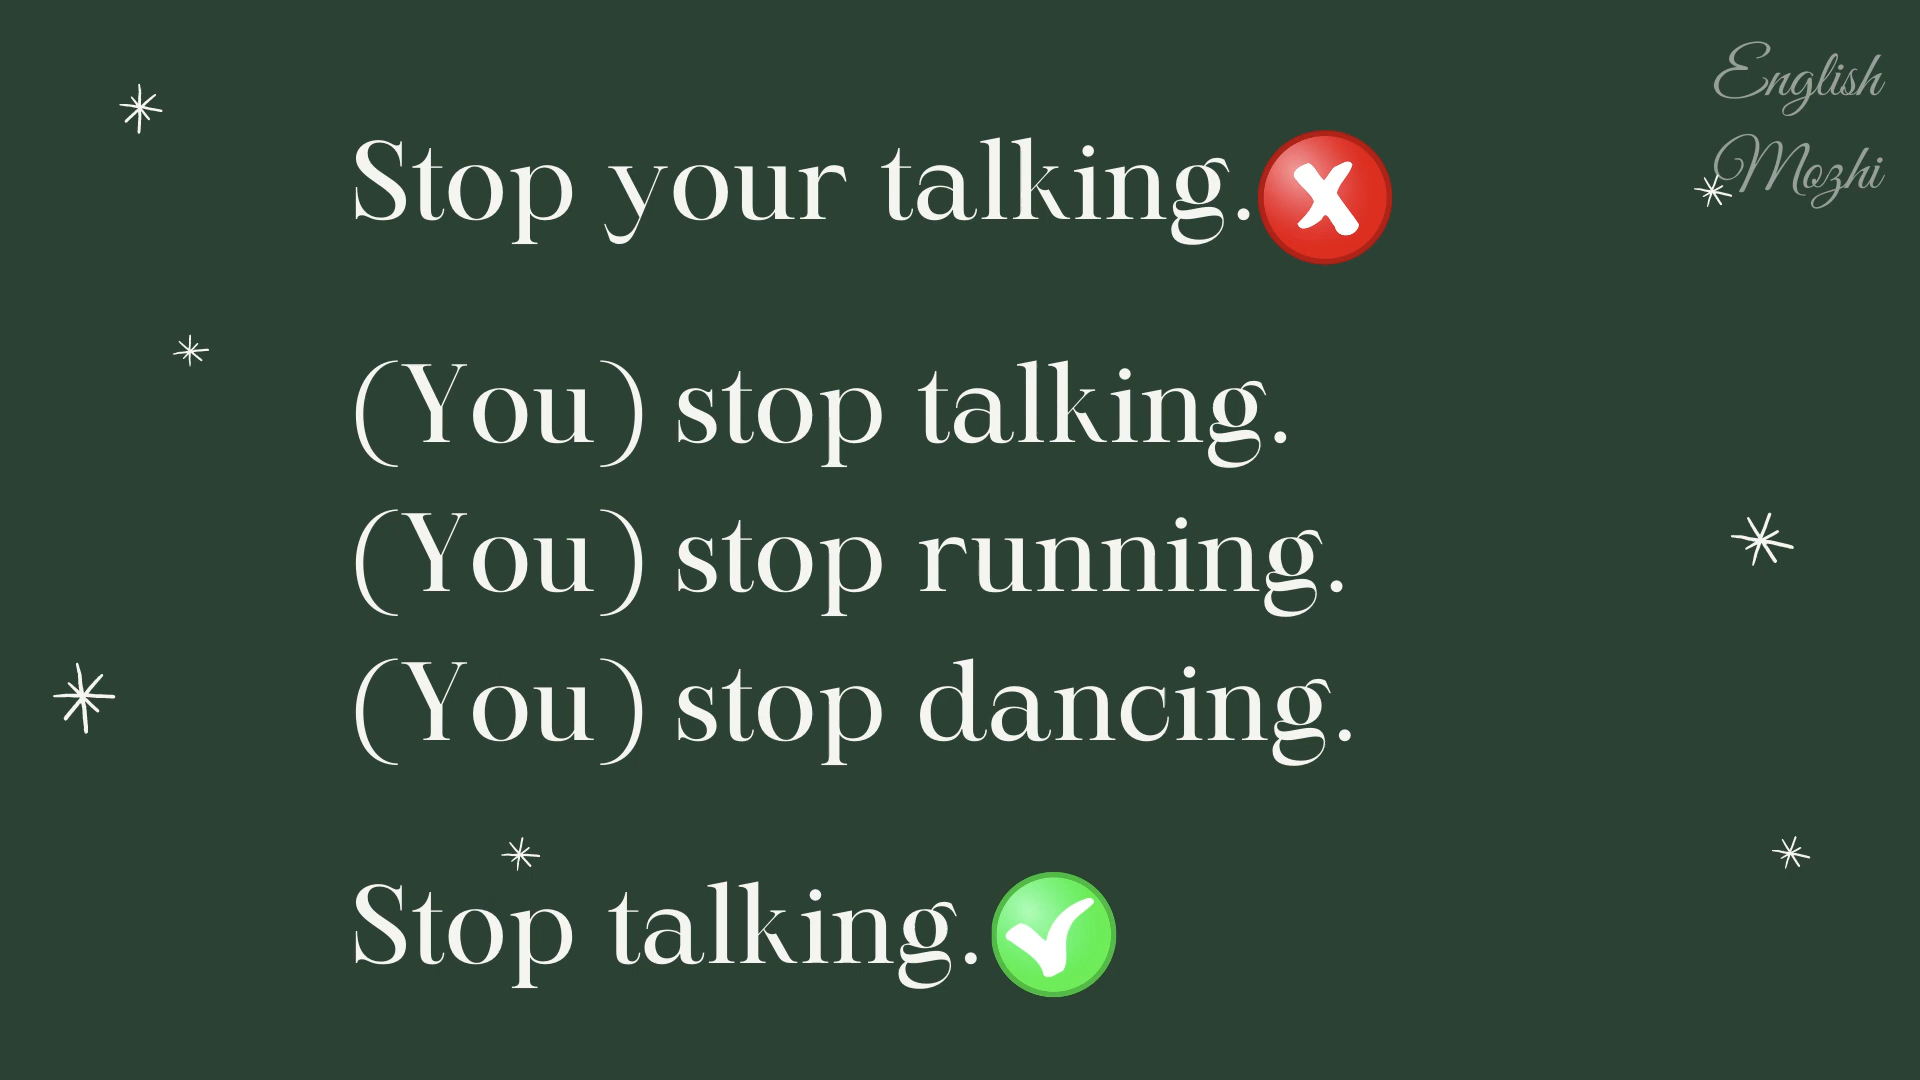 English
Mozhi
Stop your talking.
(You) stop talking.
(You) stop running.
(You) stop dancing.
Stop talking.